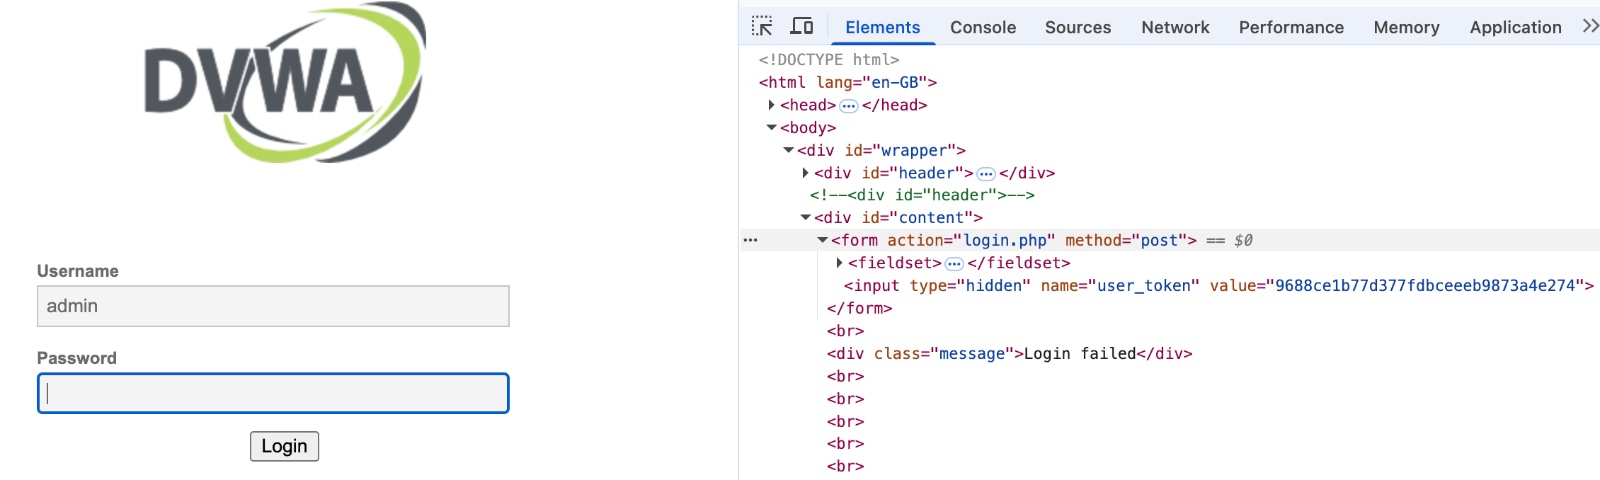 DVWA
Username
admin
Password
Login
Elements Console Sources Network Performance Memory Application
<!DOCTYPE html>
<html lang="en-GB">
<head> ••• </head>
<body>
<div id="wrapper">
<div id="header"> ••• </div>
<!--<div id="header">-->
<div id="content">
••• <form action="login.php" method="post"> == $0
<fieldset> ••• </fieldset>
<input type="hidden" name="user_token" value="9688ce1b77d377fdbceeeb9873a4e274">
</form>
<br>
<div class="message">Login failed</div>
<br>
<br>
<br>
<br>
<br>